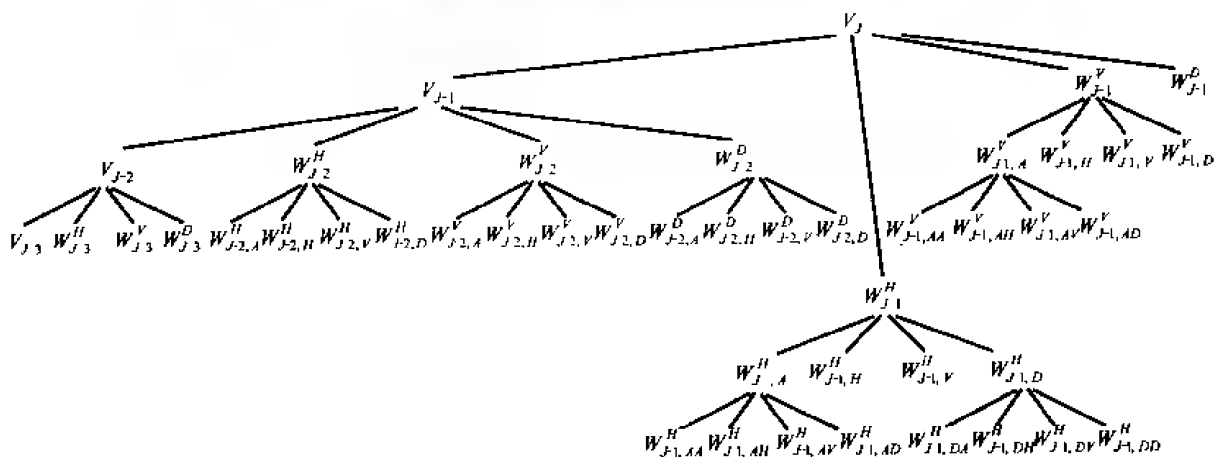 V_J
V_{J-1} W^V_{J-1} W^D_{J-1}
V_{J-2} W^H_{J-2} W^V_{J-2} W^D_{J-2} W^V_{J-1, A} W^V_{J-1, H} W^V_{J-1, V} W^V_{J-1, D}
V_{J-3} W^H_{J-3} W^V_{J-3} W^D_{J-3} W^H_{J-2, A} W^H_{J-2, H} W^H_{J-2, V} W^H_{J-2, D} W^V_{J-2, A} W^V_{J-2, H} W^V_{J-2, V} W^V_{J-2, D} W^D_{J-2, A} W^D_{J-2, H} W^D_{J-2, V} W^D_{J-2, D} W^V_{J-1, AA} W^V_{J-1, AH} W^V_{J-1, AV} W^V_{J-1, AD}
W^H_{J-1}
W^H_{J-1, A} W^H_{J-1, H} W^H_{J-1, V} W^H_{J-1, D}
W^H_{J-1, AA} W^H_{J-1, AH} W^H_{J-1, AV} W^H_{J-1, AD} W^H_{J-1, DA} W^H_{J-1, DH} W^H_{J-1, DV} W^H_{J-1, DD}